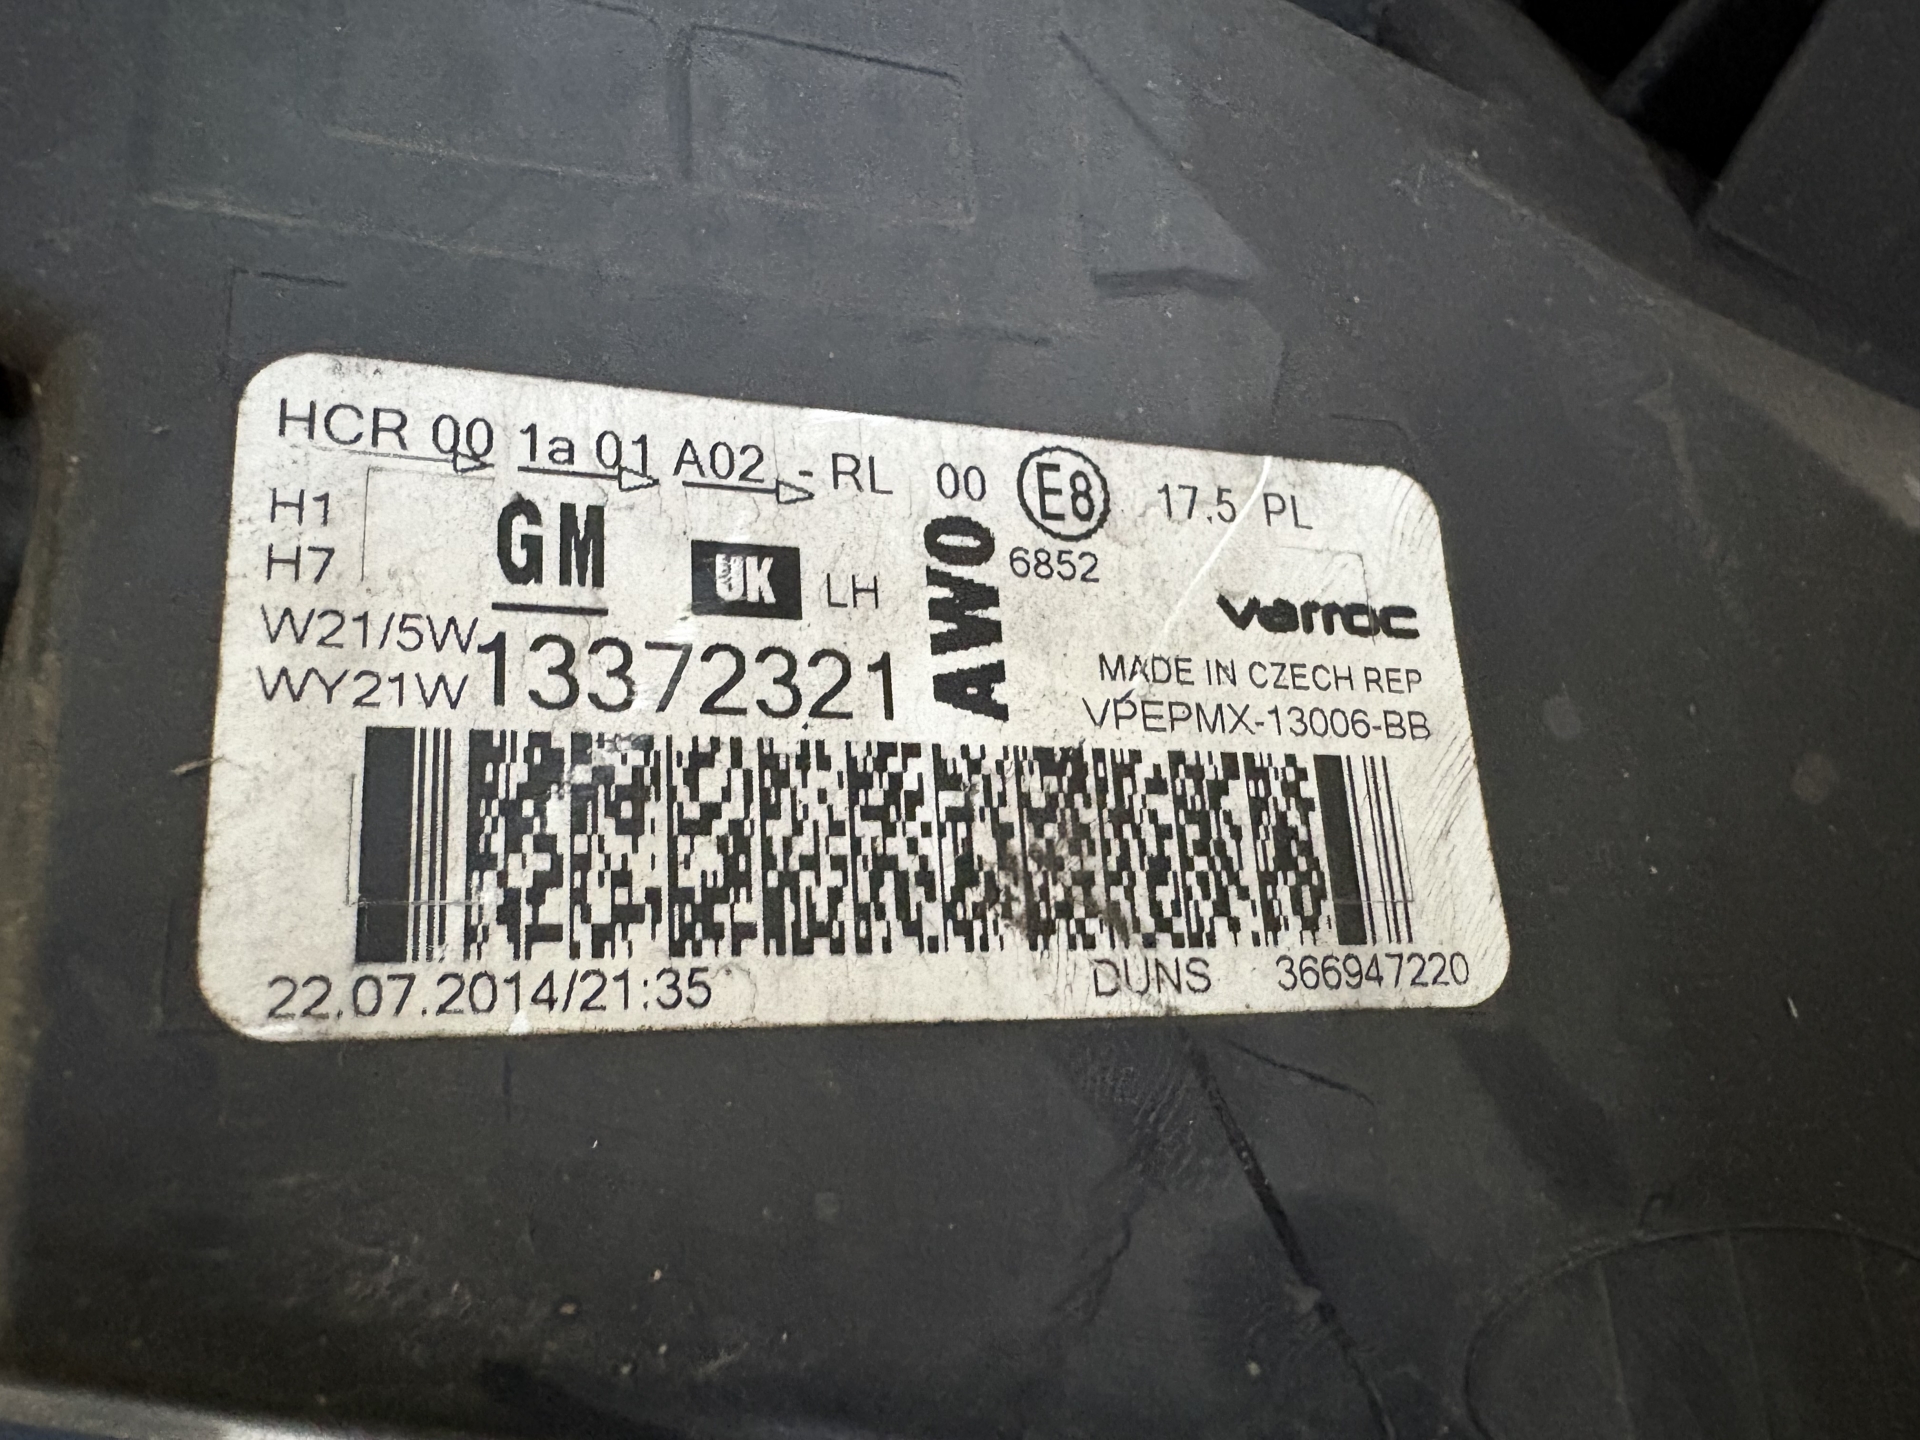 HCR 00 1a 01 A02 - RL 00 E8 17.5 PL
6852
H1
H7
W21/5W
WY21W
GM
UK LH
13372321
AWO
varroc
MADE IN CZECH REP
VPEPMX-13006-BB
22.07.2014/21:35
DUNS 366947220